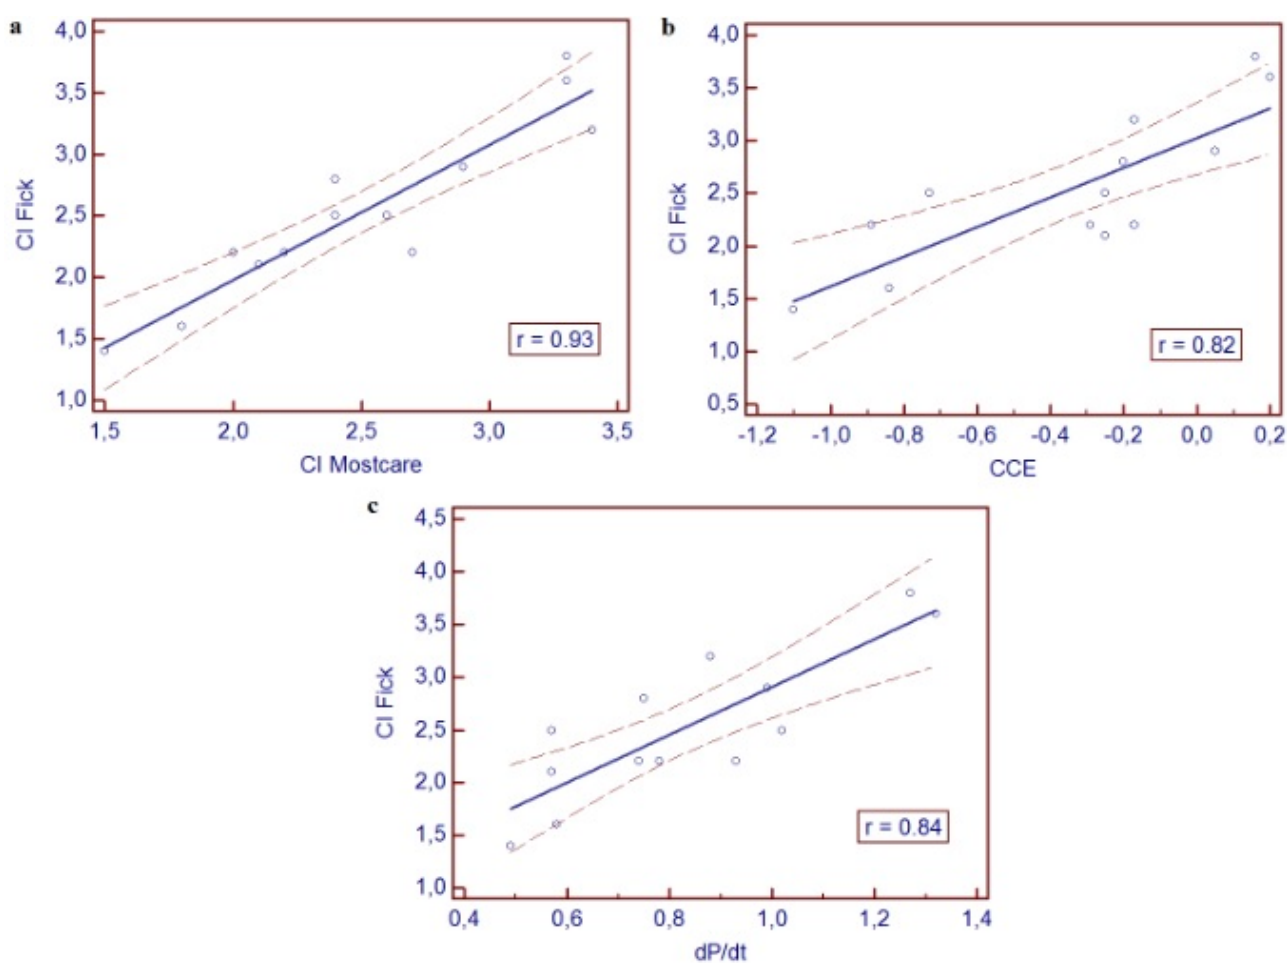 a
CI Fick
4,0
3,5
3,0
2,5
2,0
1,5
1,0
r = 0.93
1,5 2,0 2,5 3,0 3,5
CI Mostcare
b
CI Fick
4,0
3,5
3,0
2,5
2,0
1,5
1,0
0,5
r = 0.82
-1,2 -1,0 -0,8 -0,6 -0,4 -0,2 0,0 0,2
CCE
c
CI Fick
4,5
4,0
3,5
3,0
2,5
2,0
1,5
1,0
r = 0.84
0,4 0,6 0,8 1,0 1,2 1,4
dP/dt